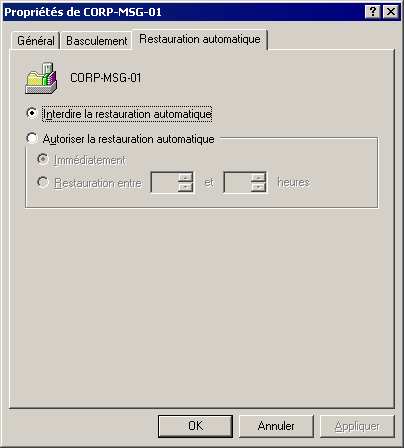 Propriétés de CORP-MSG-01
Général Basculement Restauration automatique
CORP-MSG-01
Interdire la restauration automatique
Autoriser la restauration automatique
Immédiatement
Restauration entre et heures
OK Annuler Appliquer